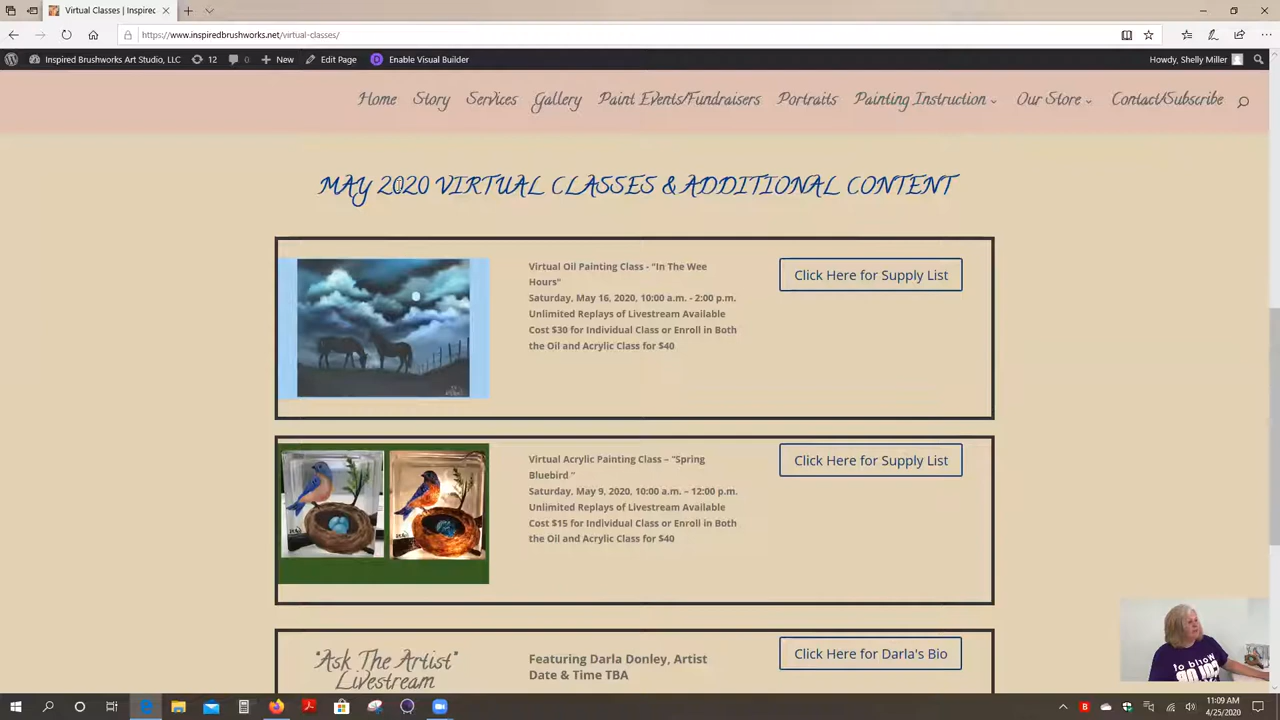 Virtual Classes | Inspired
https://www.inspiredbrushworks.net/virtual-classes/
Inspired Brushworks Art Studio, LLC 12 0 New Edit Page Enable Visual Builder Howdy, Shelly Miller
Home Story Services Gallery Paint Events/Fundraisers Portraits Painting Instruction Our Store Contact/Subscribe
MAY 2020 VIRTUAL CLASSES & ADDITIONAL CONTENT
Virtual Oil Painting Class - "In The Wee
Hours"
Saturday, May 16, 2020, 10:00 a.m. - 2:00 p.m.
Unlimited Replays of Livestream Available
Cost $30 for Individual Class or Enroll in Both
the Oil and Acrylic Class for $40
Click Here for Supply List
Virtual Acrylic Painting Class – "Spring
Bluebird "
Saturday, May 9, 2020, 10:00 a.m. – 12:00 p.m.
Unlimited Replays of Livestream Available
Cost $15 for Individual Class or Enroll in Both
the Oil and Acrylic Class for $40
Click Here for Supply List
"Ask The Artist"
Livestream
Featuring Darla Donley, Artist
Date & Time TBA
Click Here for Darla's Bio
11:09 AM
4/25/2020